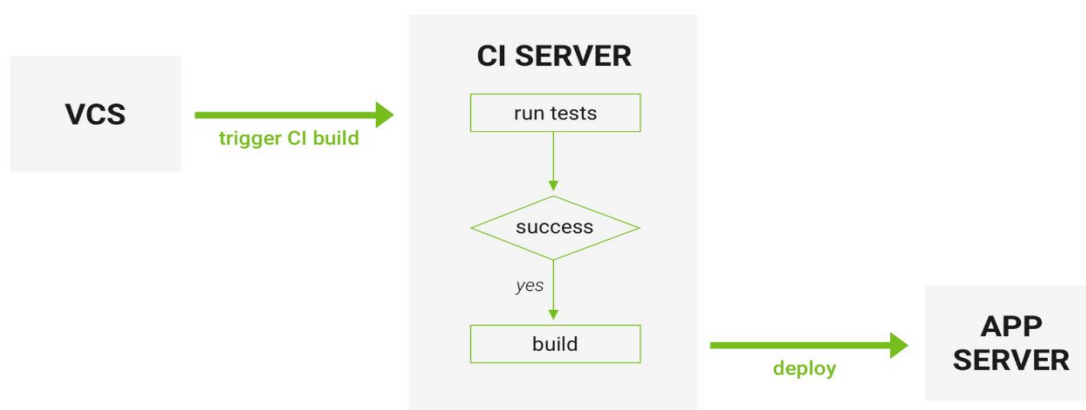 VCS
trigger CI build
CI SERVER
run tests
success
yes
build
deploy
APP
SERVER